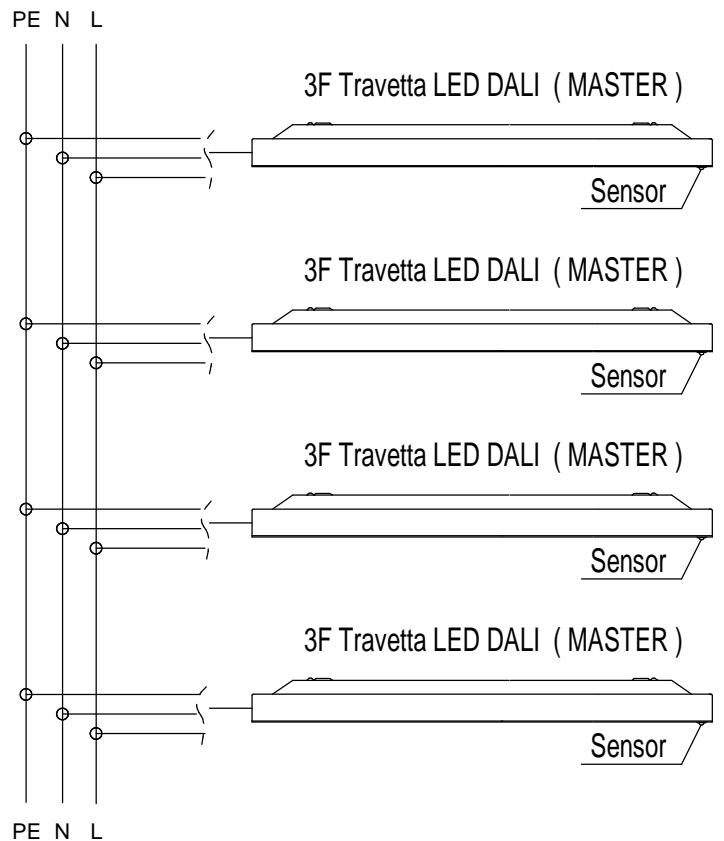 PE N L
3F Travetta LED DALI ( MASTER )
Sensor
3F Travetta LED DALI ( MASTER )
Sensor
3F Travetta LED DALI ( MASTER )
Sensor
3F Travetta LED DALI ( MASTER )
Sensor
PE N L